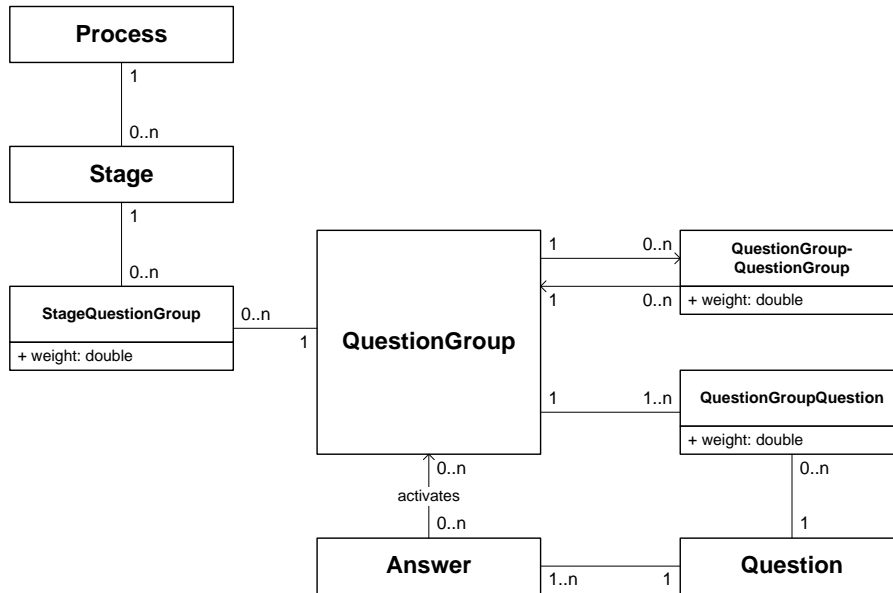 Process
1
0..n
Stage
1
0..n
StageQuestionGroup
+ weight: double
0..n
1
QuestionGroup
1
0..n
1
0..n
QuestionGroup-
QuestionGroup
+ weight: double
1
1..n
QuestionGroupQuestion
+ weight: double
0..n
activates
0..n
0..n
1
Answer
1..n
1
Question